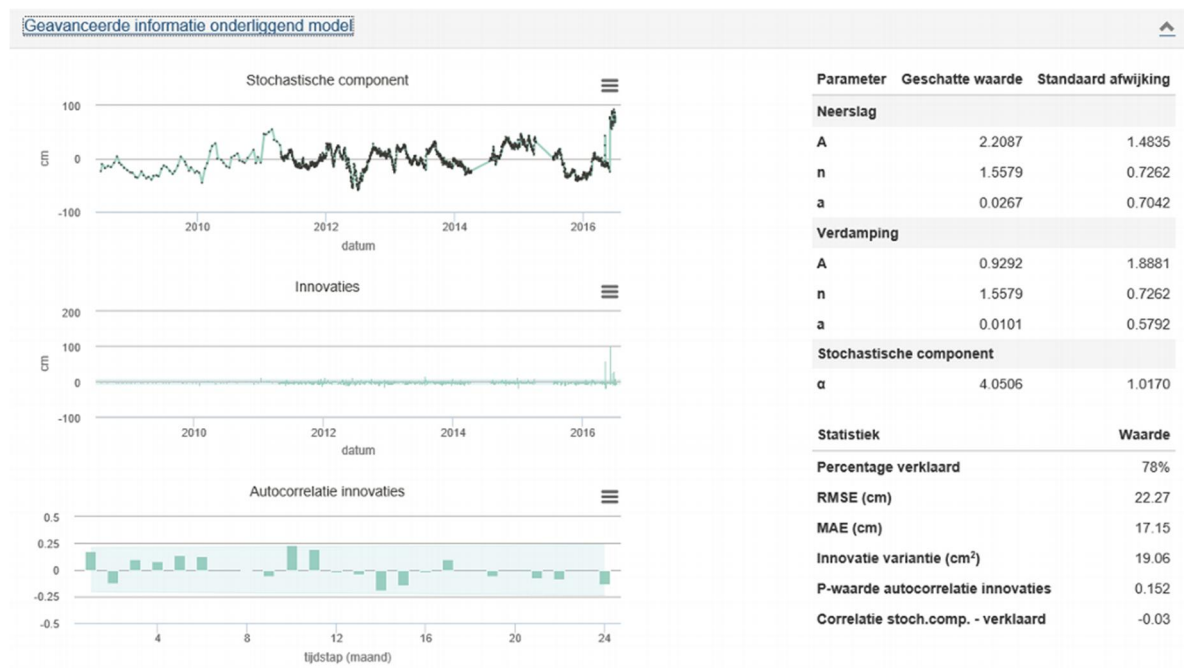 Geavanceerde informatie onderliggend model
Stochastische component
100
0
-100
cm
2010 2012 2014 2016
datum
Innovaties
200
100
0
-100
cm
2010 2012 2014 2016
datum
Autocorrelatie innovaties
0.5
0.25
0
-0.25
-0.5
4 8 12 16 20 24
tijdstap (maand)
Parameter Geschatte waarde Standaard afwijking
Neerslag
A 2.2087 1.4835
n 1.5579 0.7262
a 0.0267 0.7042
Verdamping
A 0.9292 1.8881
n 1.5579 0.7262
a 0.0101 0.5792
Stochastische component
α 4.0506 1.0170
Statistiek Waarde
Percentage verklaard 78%
RMSE (cm) 22.27
MAE (cm) 17.15
Innovatie variantie (cm²) 19.06
P-waarde autocorrelatie innovaties 0.152
Correlatie stoch.comp. - verklaard -0.03